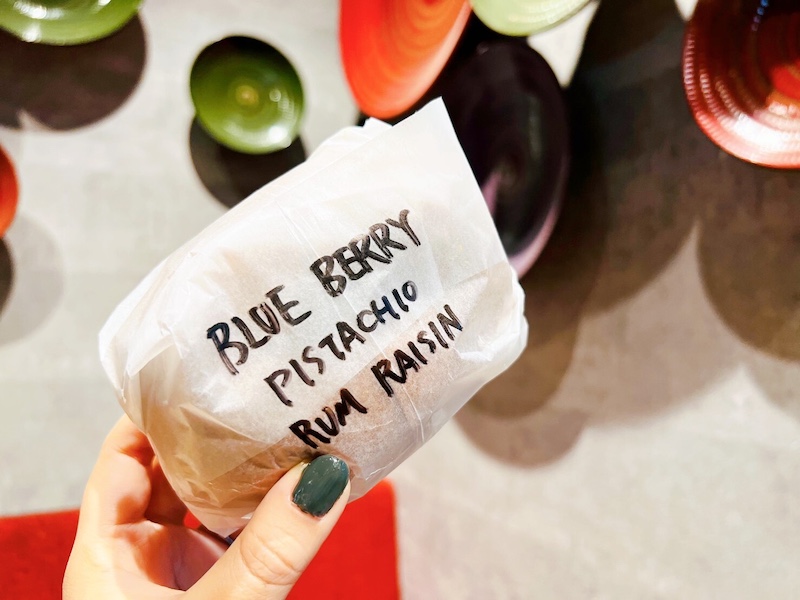 BLUE BERRY
PISTACHIO
RUM RAISIN